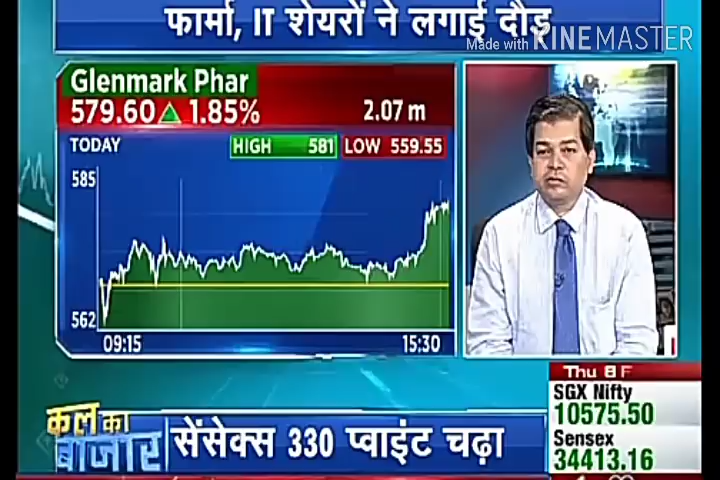 फार्मा, IT शेयरों ने लगाई दौड़
Made with KINEMASTER
Glenmark Phar
579.60 ▲ 1.85% 2.07 m
TODAY HIGH 581 LOW 559.55
585
562
09:15 15:30
Thu 8 F
SGX Nifty
10575.50
Sensex
34413.16
कल का
बाजार
सेंसेक्स 330 प्वाइंट चढ़ा